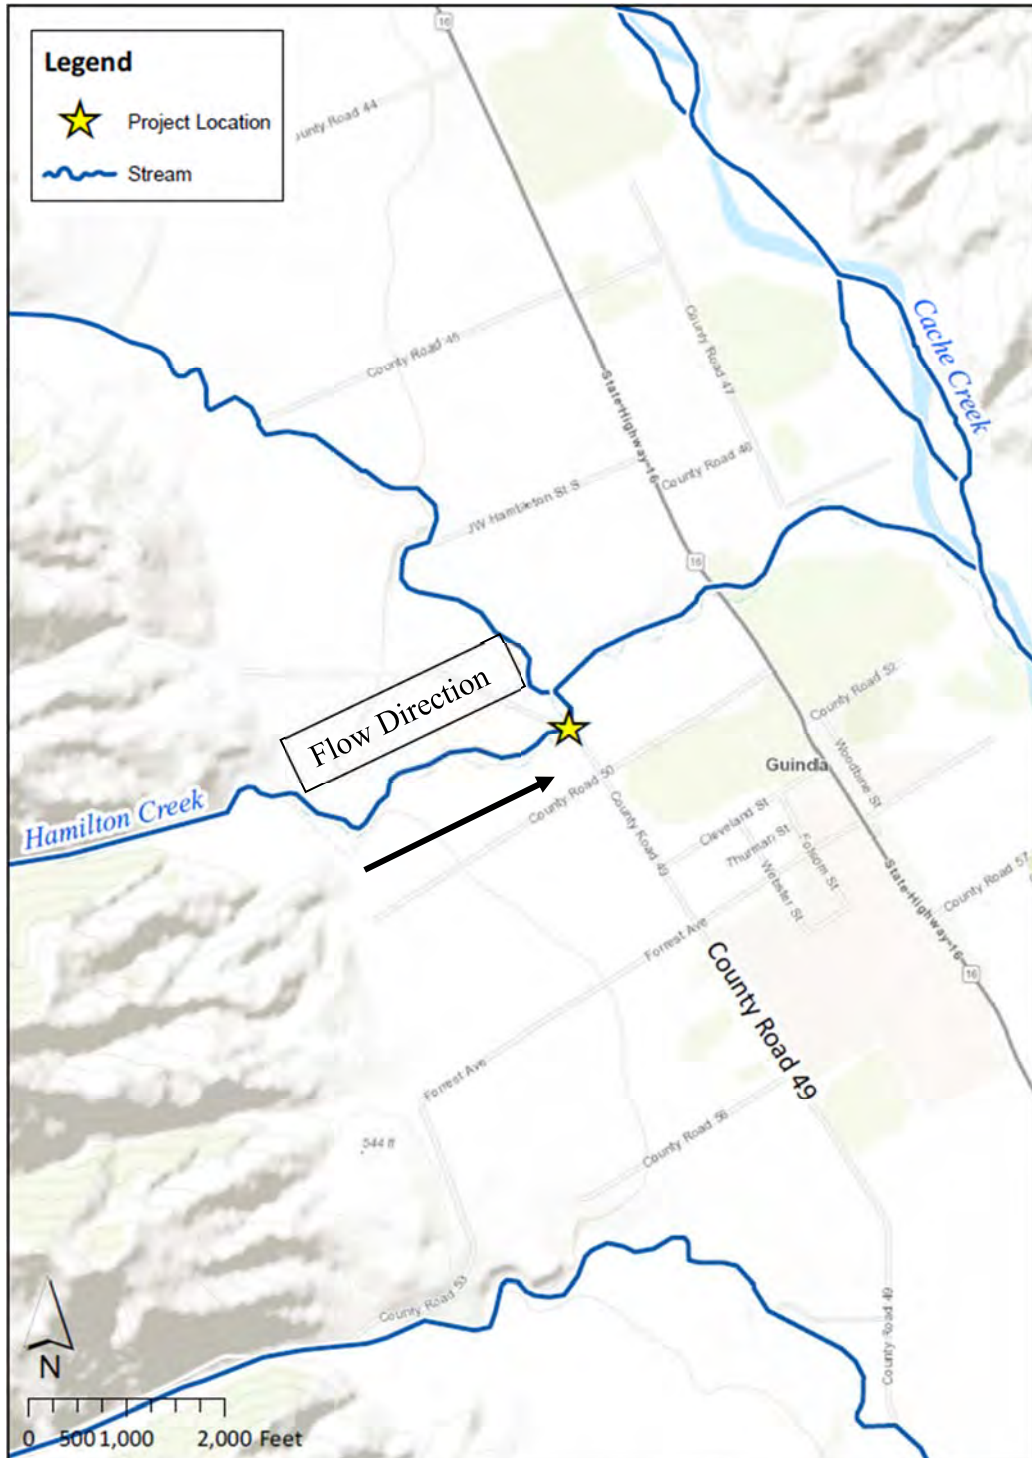 Legend
Project Location
Stream
16
ounty Road 44
Cache Creek
County Road 45
County Road 47
State Highway 16
County Road 46
JW Hambleton St S
16
Flow Direction
County Road 52
Woodbine St
Guinda
County Road 50
Hamilton Creek
County Road 49
Cleveland St
Thurman St
Folsom St
Webster St
State-Highway-16
County Road 57
Forrest Ave
16
County Road 49
Forrest Ave
544 ft
County Road 56
County Road 53
County Road 49
N
0 500 1,000 2,000 Feet